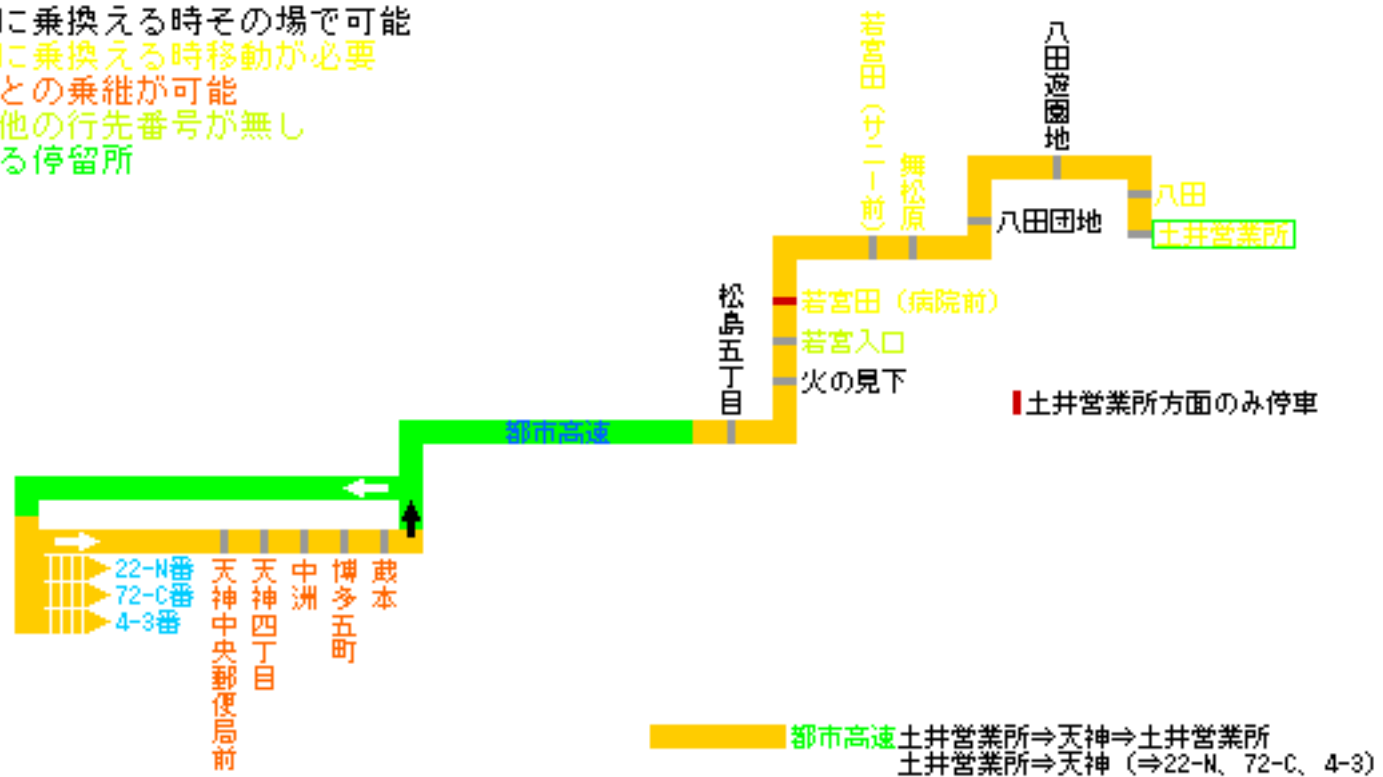 に乗換える時その場で可能
に乗換える時移動が必要
との乗継が可能
他の行先番号が無し
る停留所
若宮田(サニー前)
舞松原
八田遊園地
八田
土井営業所
八田団地
松島五丁目
若宮田(病院前)
若宮入口
火の見下
土井営業所方面のみ停車
都市高速
22-N番
72-C番
4-3番
天神中央郵便局前
天神四丁目
中洲
博多五町
蔵本
都市高速土井営業所⇒天神⇒土井営業所
土井営業所⇒天神(⇒22-N、72-C、4-3)